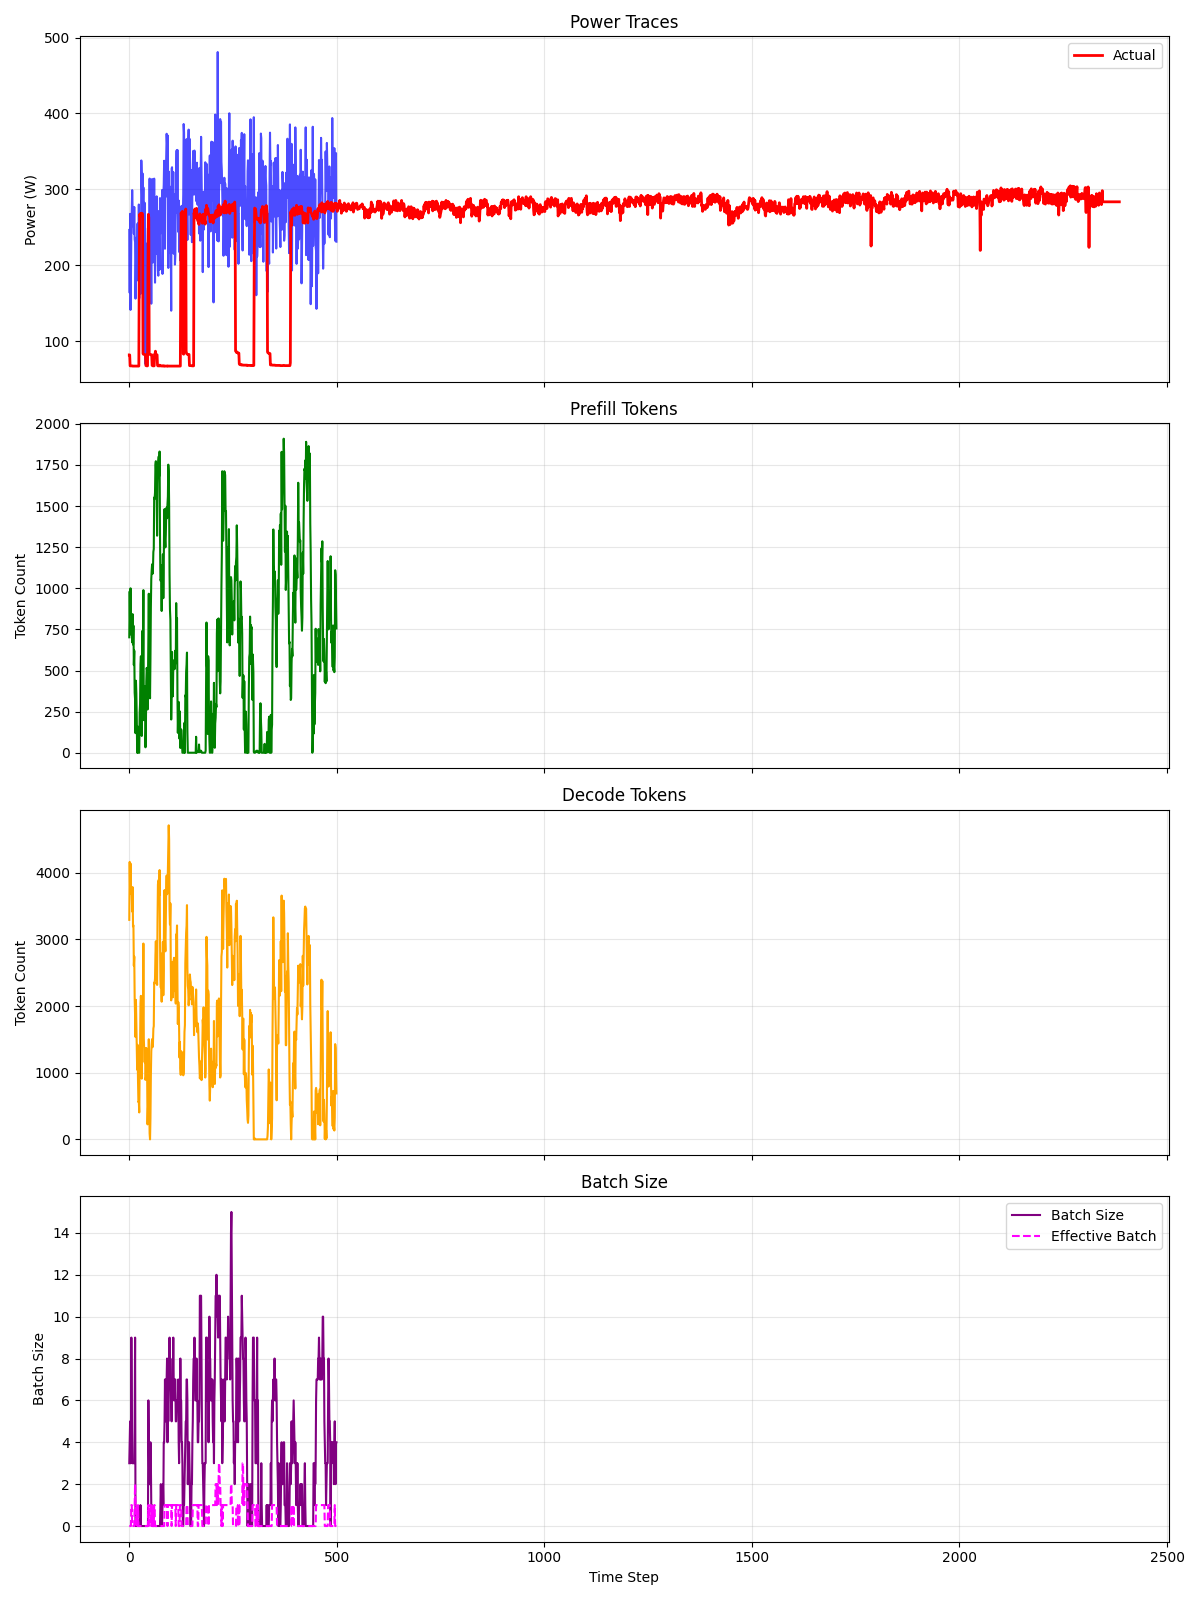 Power Traces
500
400
300
200
100
Power (W)
Actual
Prefill Tokens
2000
1750
1500
1250
1000
750
500
250
0
Token Count
Decode Tokens
4000
3000
2000
1000
0
Token Count
Batch Size
14
12
10
8
6
4
2
0
Batch Size
Batch Size
Effective Batch
0
500
1000
1500
2000
2500
Time Step